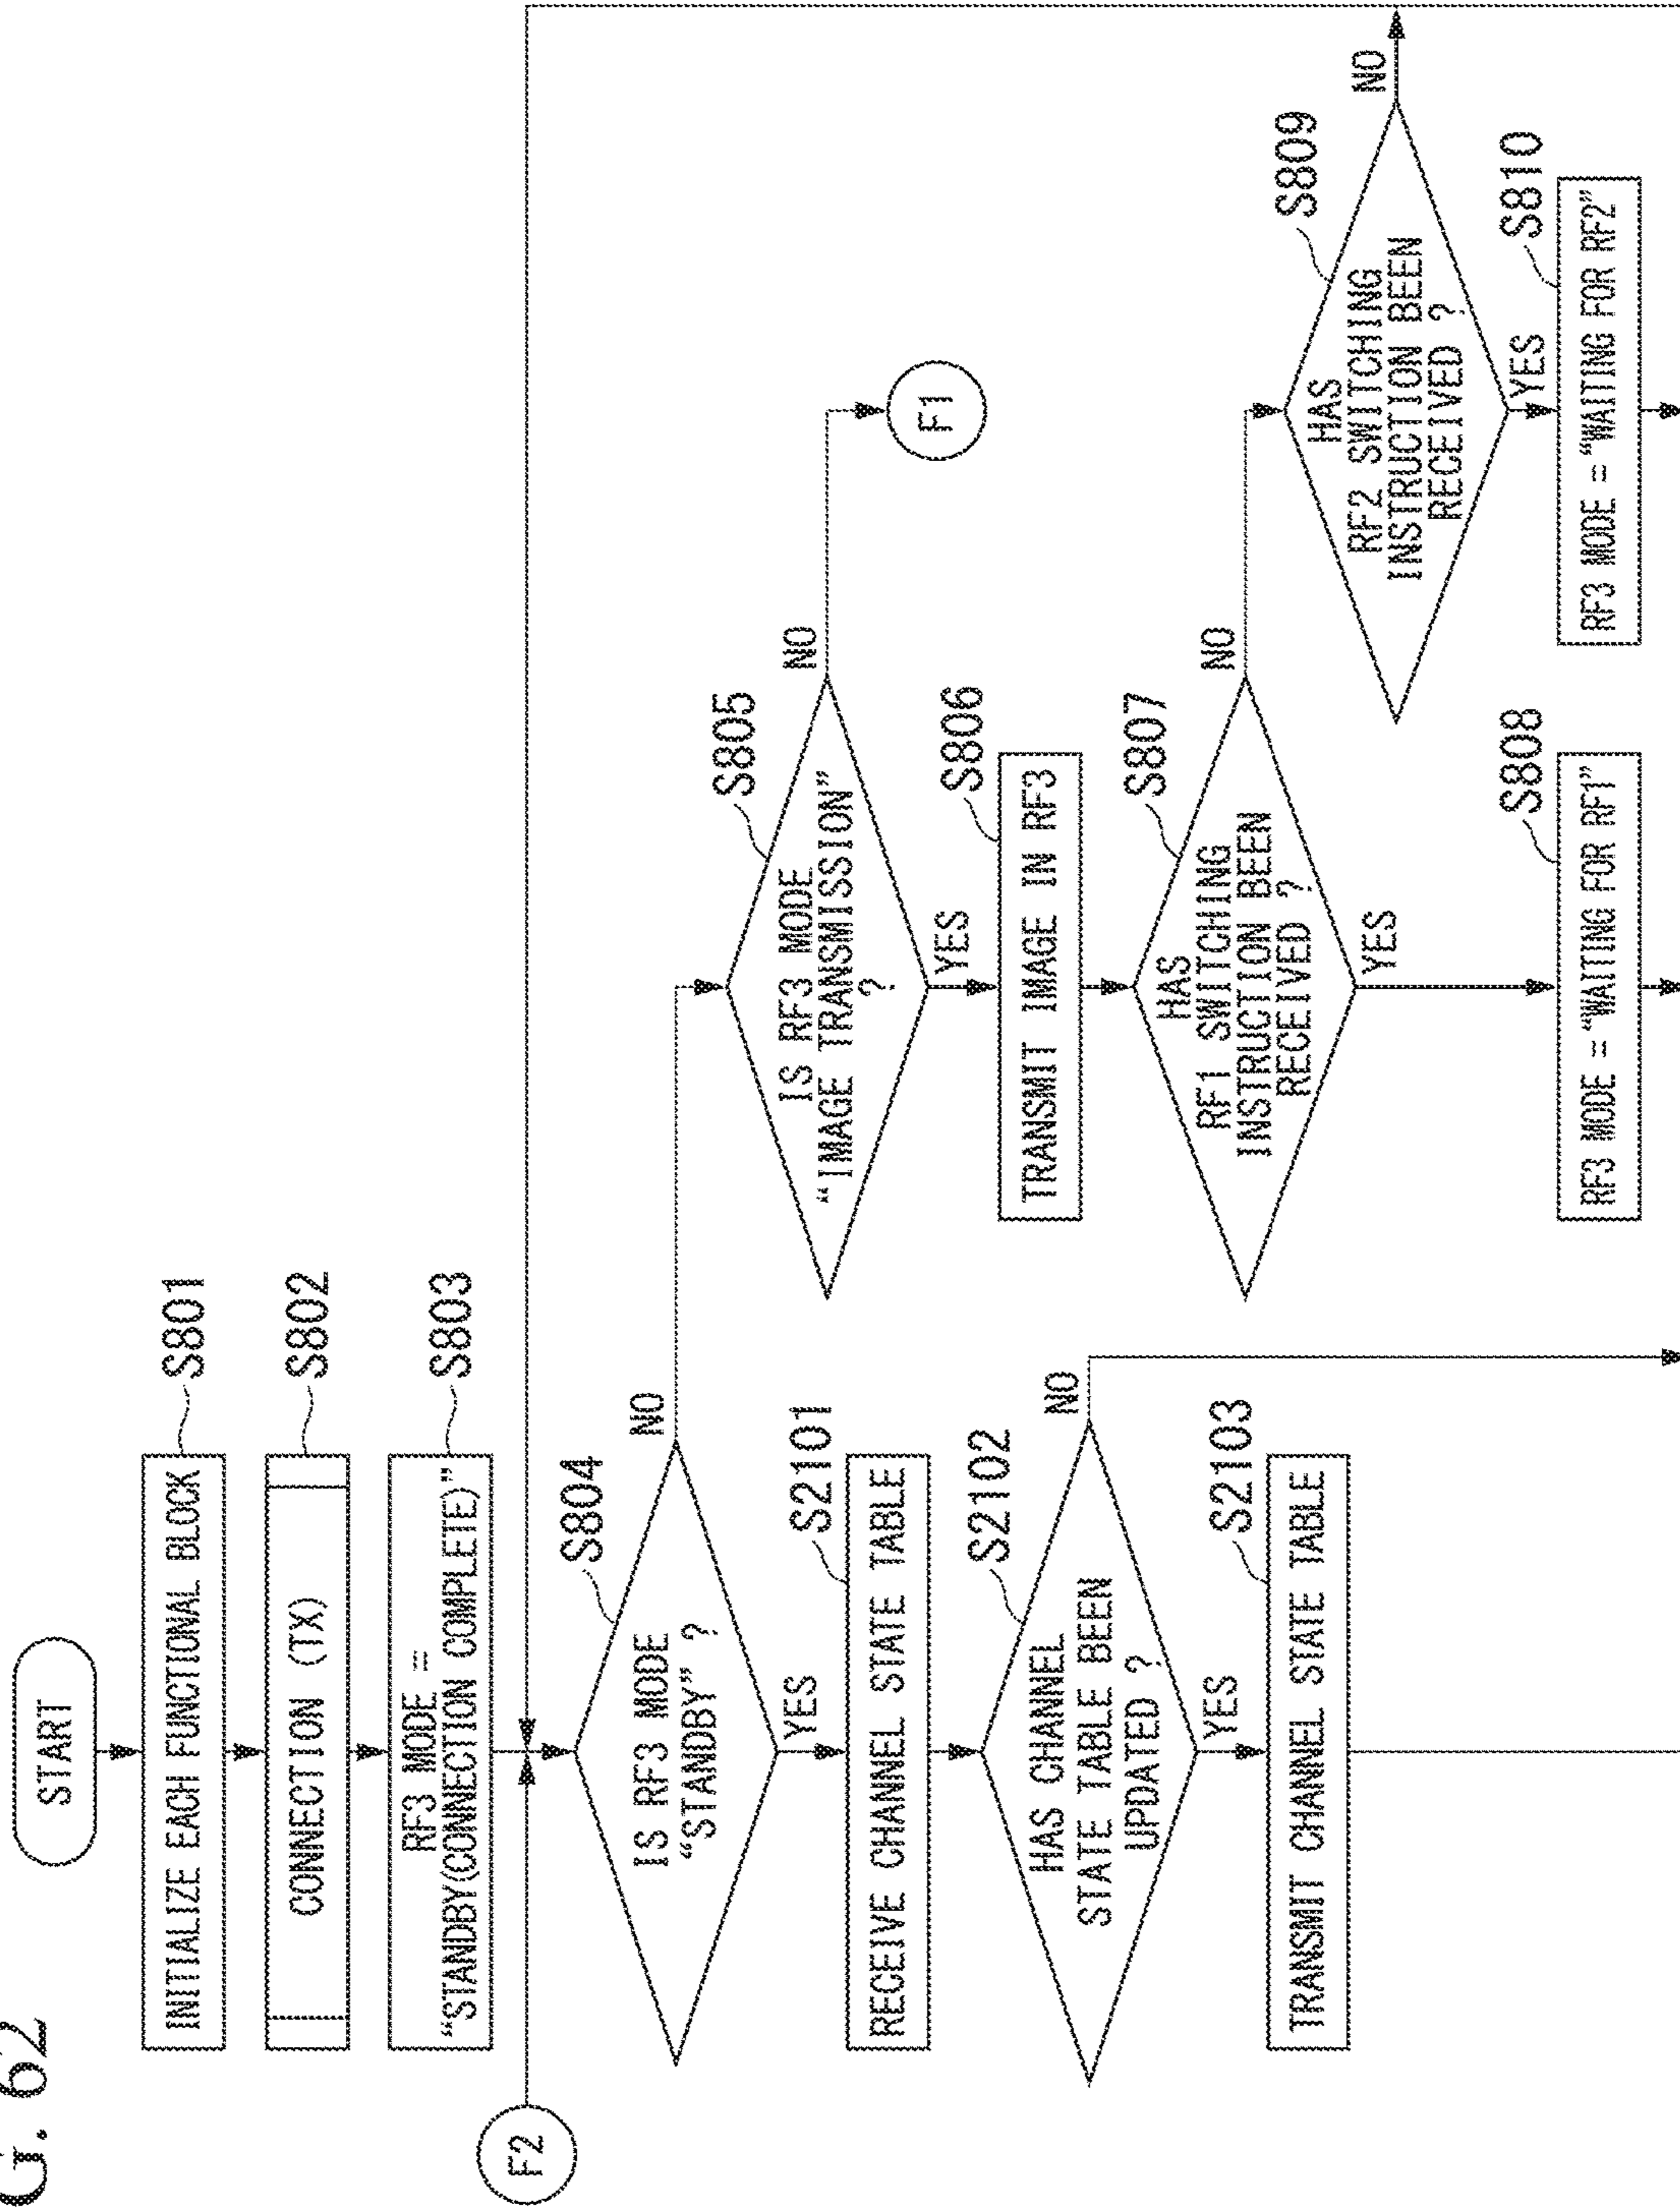 G. 62
START
INITIALIZE EACH FUNCTIONAL BLOCK
S801
CONNECTION (TX)
S802
RF3 MODE =
“STANDBY(CONNECTION COMPLETE)”
S803
F2
IS RF3 MODE
“STANDBY” ?
S804
NO
YES
RECEIVE CHANNEL STATE TABLE
S2101
HAS CHANNEL
STATE TABLE BEEN
UPDATED ?
S2102
NO
YES
TRANSMIT CHANNEL STATE TABLE
S2103
IS RF3 MODE
“IMAGE TRANSMISSION”
?
S805
NO
F1
YES
TRANSMIT IMAGE IN RF3
S806
HAS
RF1 SWITCHING
INSTRUCTION BEEN
RECEIVED ?
S807
NO
YES
RF3 MODE = “WAITING FOR RF1”
S808
HAS
RF2 SWITCHING
INSTRUCTION BEEN
RECEIVED ?
S809
NO
YES
RF3 MODE = “WAITING FOR RF2”
S810